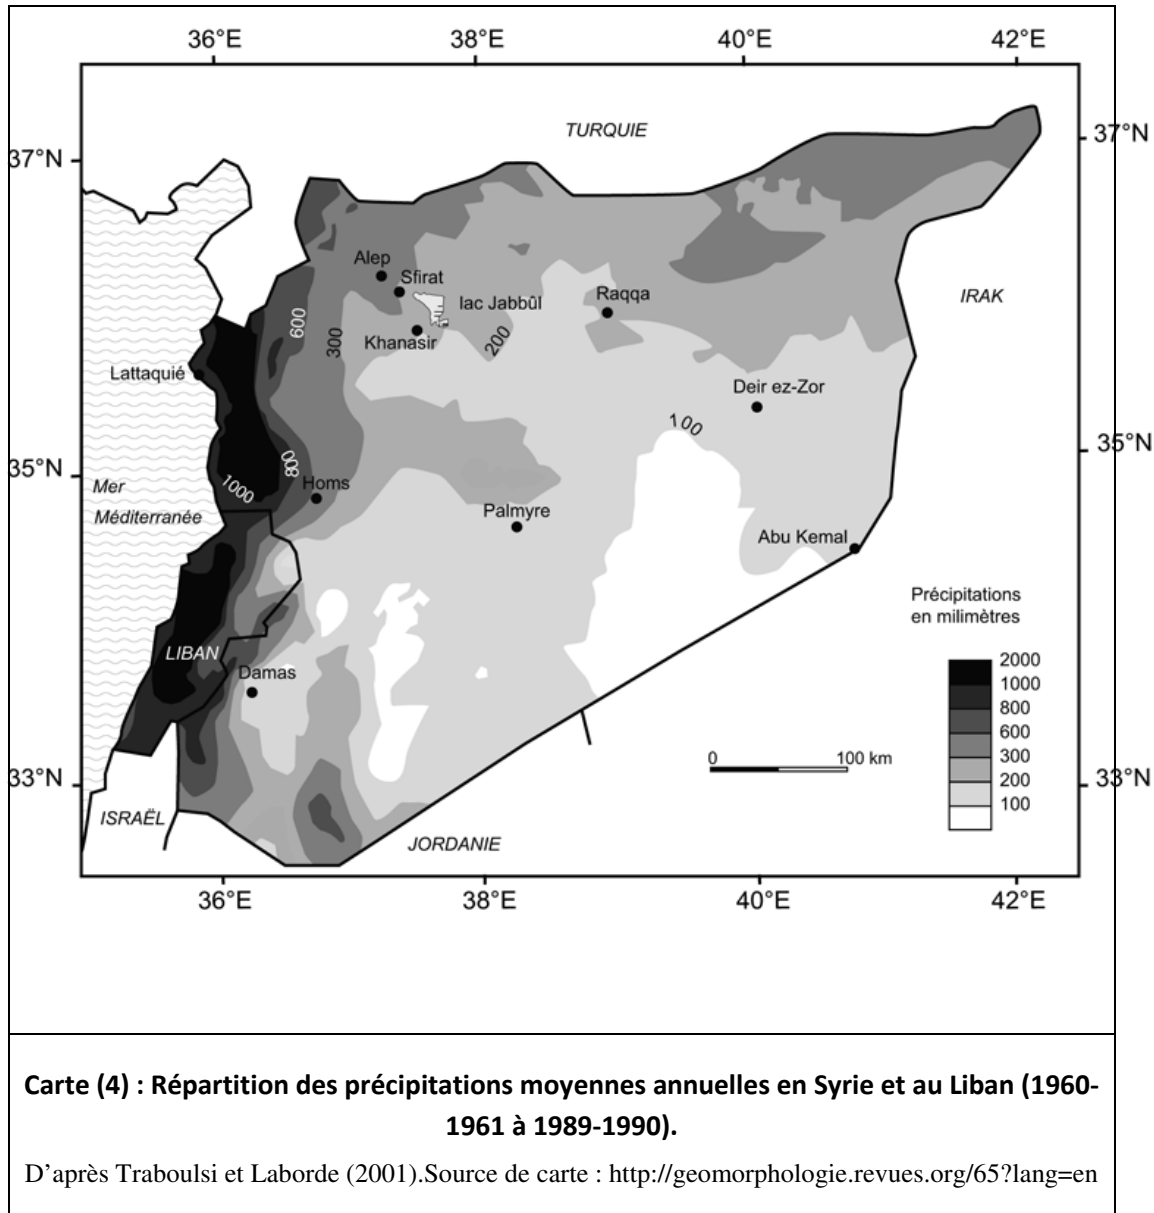 36°E 38°E 40°E 42°E
TURQUIE
37°N 37°N
Alep
Sfirat
lac Jabbûl
Raqqa
IRAK
600
300
Khanasir
200
Lattaquié
Deir ez-Zor
100
35°N
800
35°N
1000
Homs
Mer
Méditerranée
Palmyre
Abu Kemal
Précipitations
en milimètres
LIBAN
2000
Damas
1000
800
600
300
200
100
0 100 km
33°N 33°N
ISRAËL
JORDANIE
36°E 38°E 40°E 42°E
Carte (4) : Répartition des précipitations moyennes annuelles en Syrie et au Liban (1960-
1961 à 1989-1990).
D’après Traboulsi et Laborde (2001).Source de carte : http://geomorphologie.revues.org/65?lang=en